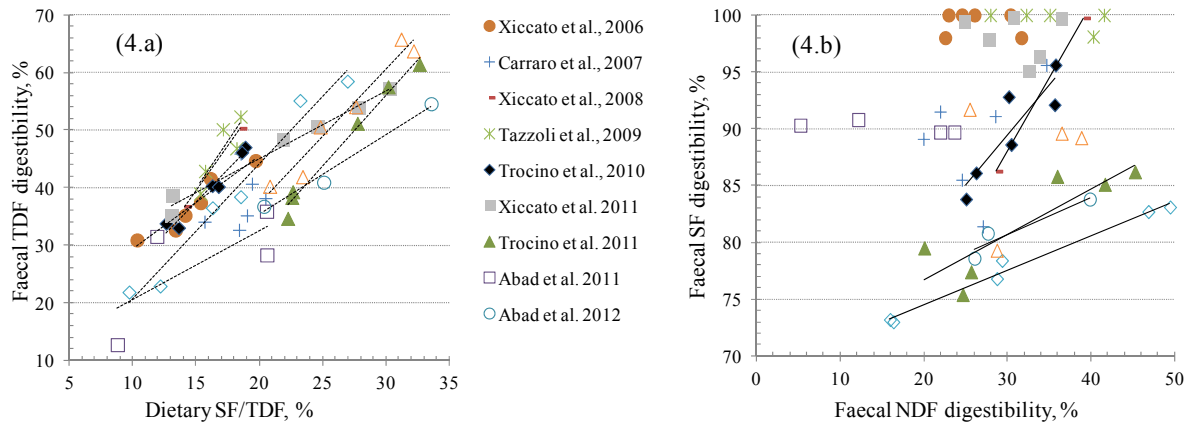 (4.a)
Faecal TDF digestibility, %
70
60
50
40
30
20
10
5 10 15 20 25 30 35
Dietary SF/TDF, %
Xiccato et al., 2006
Carraro et al., 2007
Xiccato et al., 2008
Tazzoli et al., 2009
Trocino et al., 2010
Xiccato et al. 2011
Trocino et al. 2011
Abad et al. 2011
Abad et al. 2012
(4.b)
Faecal SF digestibility, %
100
95
90
85
80
75
70
0 10 20 30 40 50
Faecal NDF digestibility, %